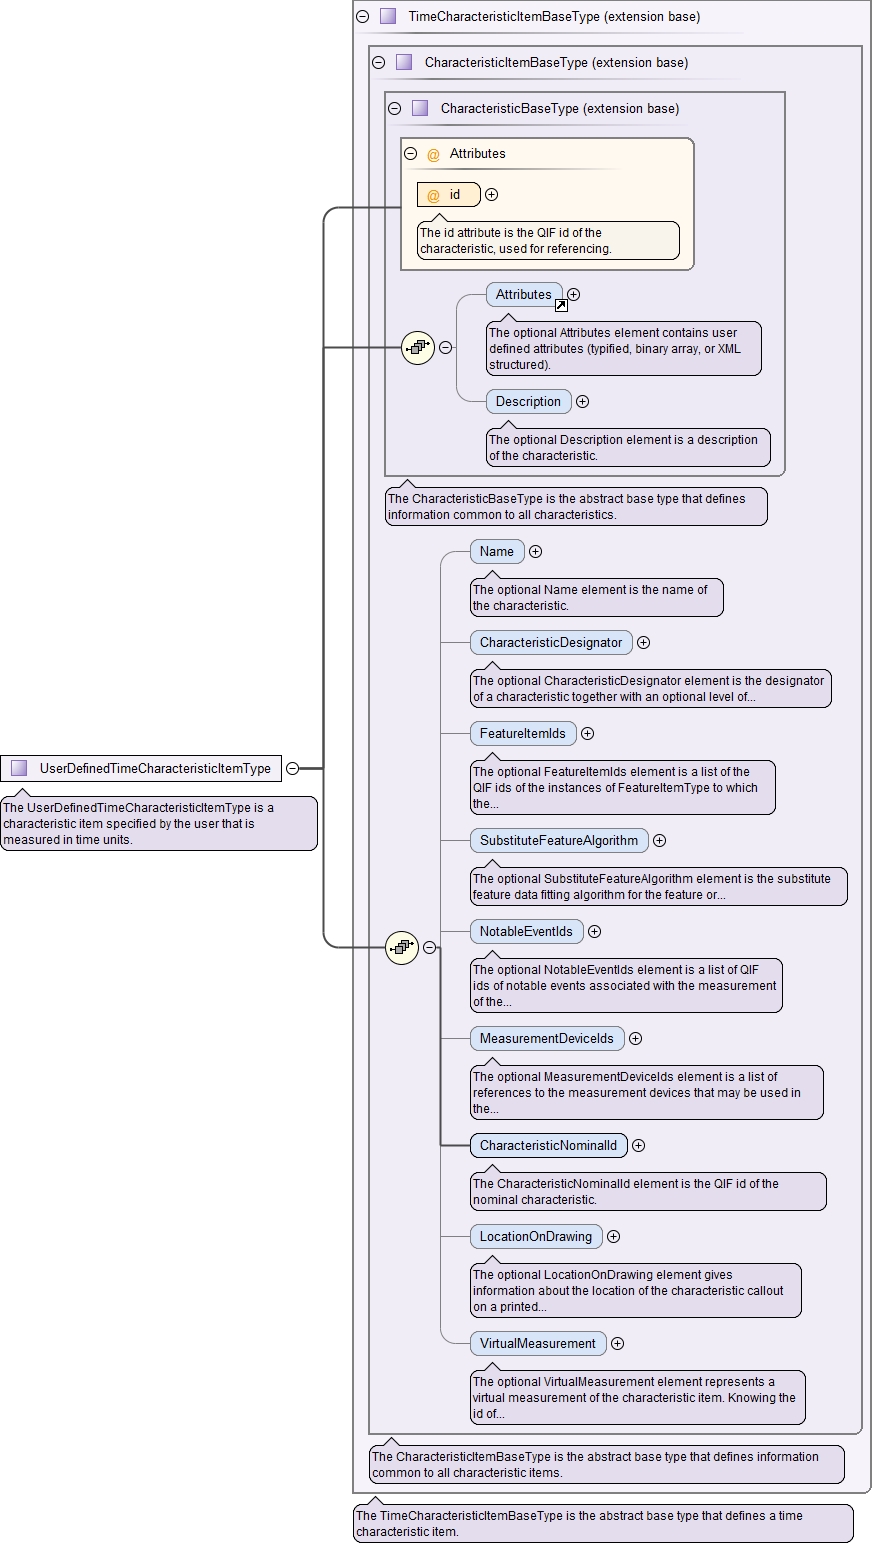 TimeCharacteristicItemBaseType (extension base)
CharacteristicItemBaseType (extension base)
CharacteristicBaseType (extension base)
@ Attributes
@ id
The id attribute is the QIF id of the
characteristic, used for referencing.
Attributes
The optional Attributes element contains user
defined attributes (typified, binary array, or XML
structured).
Description
The optional Description element is a description
of the characteristic.
The CharacteristicBaseType is the abstract base type that defines
information common to all characteristics.
Name
The optional Name element is the name of
the characteristic.
CharacteristicDesignator
The optional CharacteristicDesignator element is the designator
of a characteristic together with an optional level of...
FeatureItemIds
The optional FeatureItemIds element is a list of the
QIF ids of the instances of FeatureItemType to which
the...
UserDefinedTimeCharacteristicItemType
The UserDefinedTimeCharacteristicItemType is a
characteristic item specified by the user that is
measured in time units.
SubstituteFeatureAlgorithm
The optional SubstituteFeatureAlgorithm element is the substitute
feature data fitting algorithm for the feature or...
NotableEventIds
The optional NotableEventIds element is a list of QIF
ids of notable events associated with the measurement
of the...
MeasurementDeviceIds
The optional MeasurementDeviceIds element is a list of
references to the measurement devices that may be used in
the...
CharacteristicNominalId
The CharacteristicNominalId element is the QIF id of the
nominal characteristic.
LocationOnDrawing
The optional LocationOnDrawing element gives
information about the location of the characteristic callout
on a printed...
VirtualMeasurement
The optional VirtualMeasurement element represents a
virtual measurement of the characteristic item. Knowing the
id of...
The CharacteristicItemBaseType is the abstract base type that defines information
common to all characteristic items.
The TimeCharacteristicItemBaseType is the abstract base type that defines a time
characteristic item.